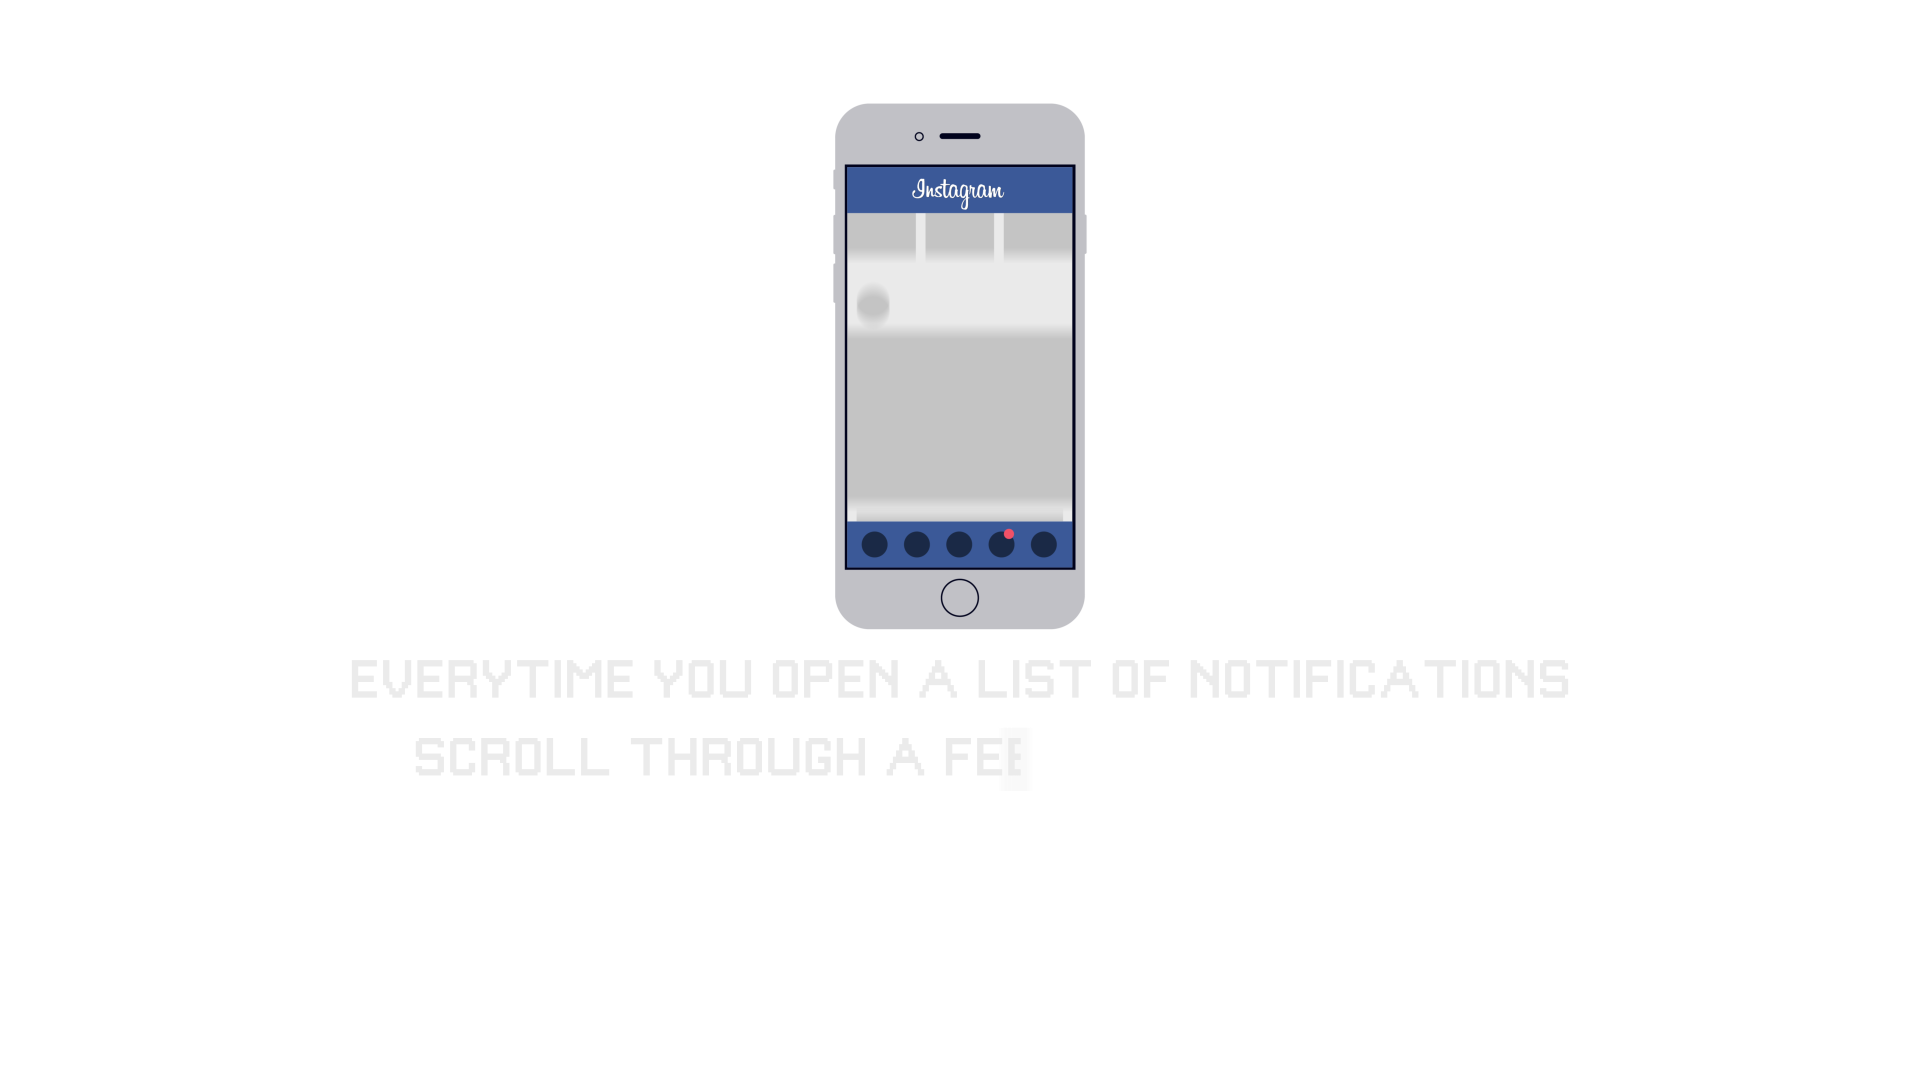 Instagram
EVERYTIME YOU OPEN A LIST OF NOTIFICATIONS
SCROLL THROUGH A FEE